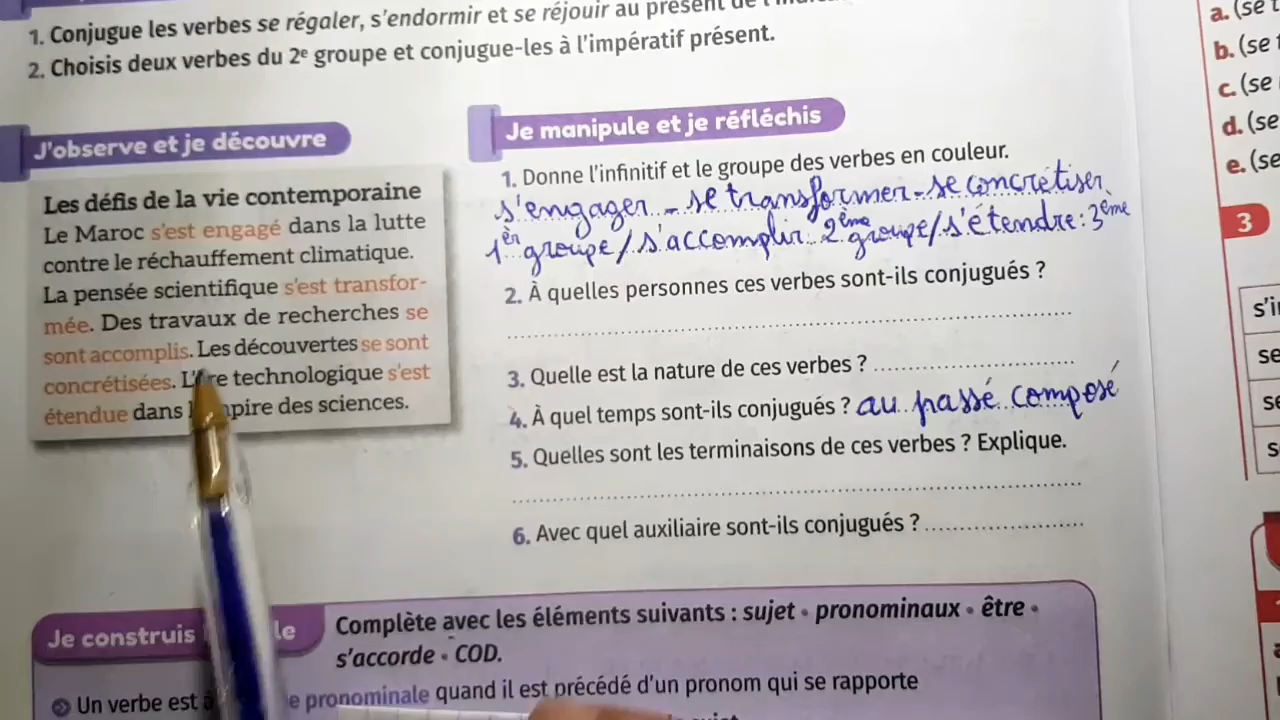 1. Conjugue les verbes se régaler, s'endormir et se réjouir au présent de
2. Choisis deux verbes du 2e groupe et conjugue-les à l'impératif présent.
J'observe et je découvre
Les défis de la vie contemporaine
Le Maroc s'est engagé dans la lutte
contre le réchauffement climatique.
La pensée scientifique s'est transfor-
mée. Des travaux de recherches se
sont accomplis. Les découvertes se sont
concrétisées. technologique s'est
étendue dans des sciences.
Je manipule et je réfléchis
1. Donne l'infinitif et le groupe des verbes en couleur.
s'engager - se transformer - se concrétiser
1èr groupe / s'accomplir : 2ème groupe / s'étendre : 3ème
2. À quelles personnes ces verbes sont-ils conjugués ?
3. Quelle est la nature de ces verbes ?
4. À quel temps sont-ils conjugués ? au passé composé
5. Quelles sont les terminaisons de ces verbes ? Explique.
6. Avec quel auxiliaire sont-ils conjugués ?
Je construis
Complète avec les éléments suivants : sujet • pronominaux • être •
s'accorde • COD.
Un verbe est pronominale quand il est précédé d'un pronom qui se rapporte
a. (se
b. (se
c. (se
d. (se
e. (se
3